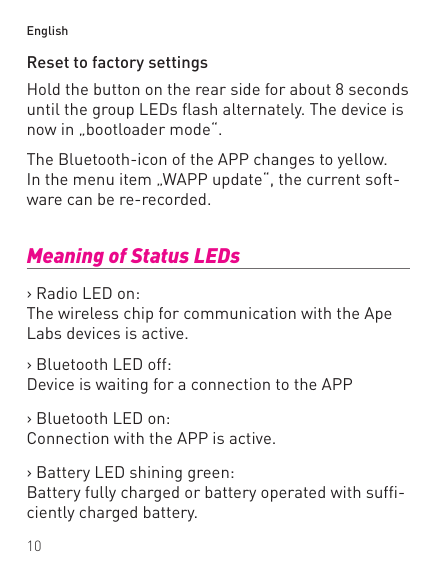 English
Reset to factory settings
Hold the button on the rear side for about 8 seconds
until the group LEDs flash alternately. The device is
now in „bootloader mode“.
The Bluetooth-icon of the APP changes to yellow.
In the menu item „WAPP update“, the current soft-
ware can be re-recorded.
Meaning of Status LEDs
› Radio LED on:
The wireless chip for communication with the Ape
Labs devices is active.
› Bluetooth LED off:
Device is waiting for a connection to the APP
› Bluetooth LED on:
Connection with the APP is active.
› Battery LED shining green:
Battery fully charged or battery operated with suffi-
ciently charged battery.
10